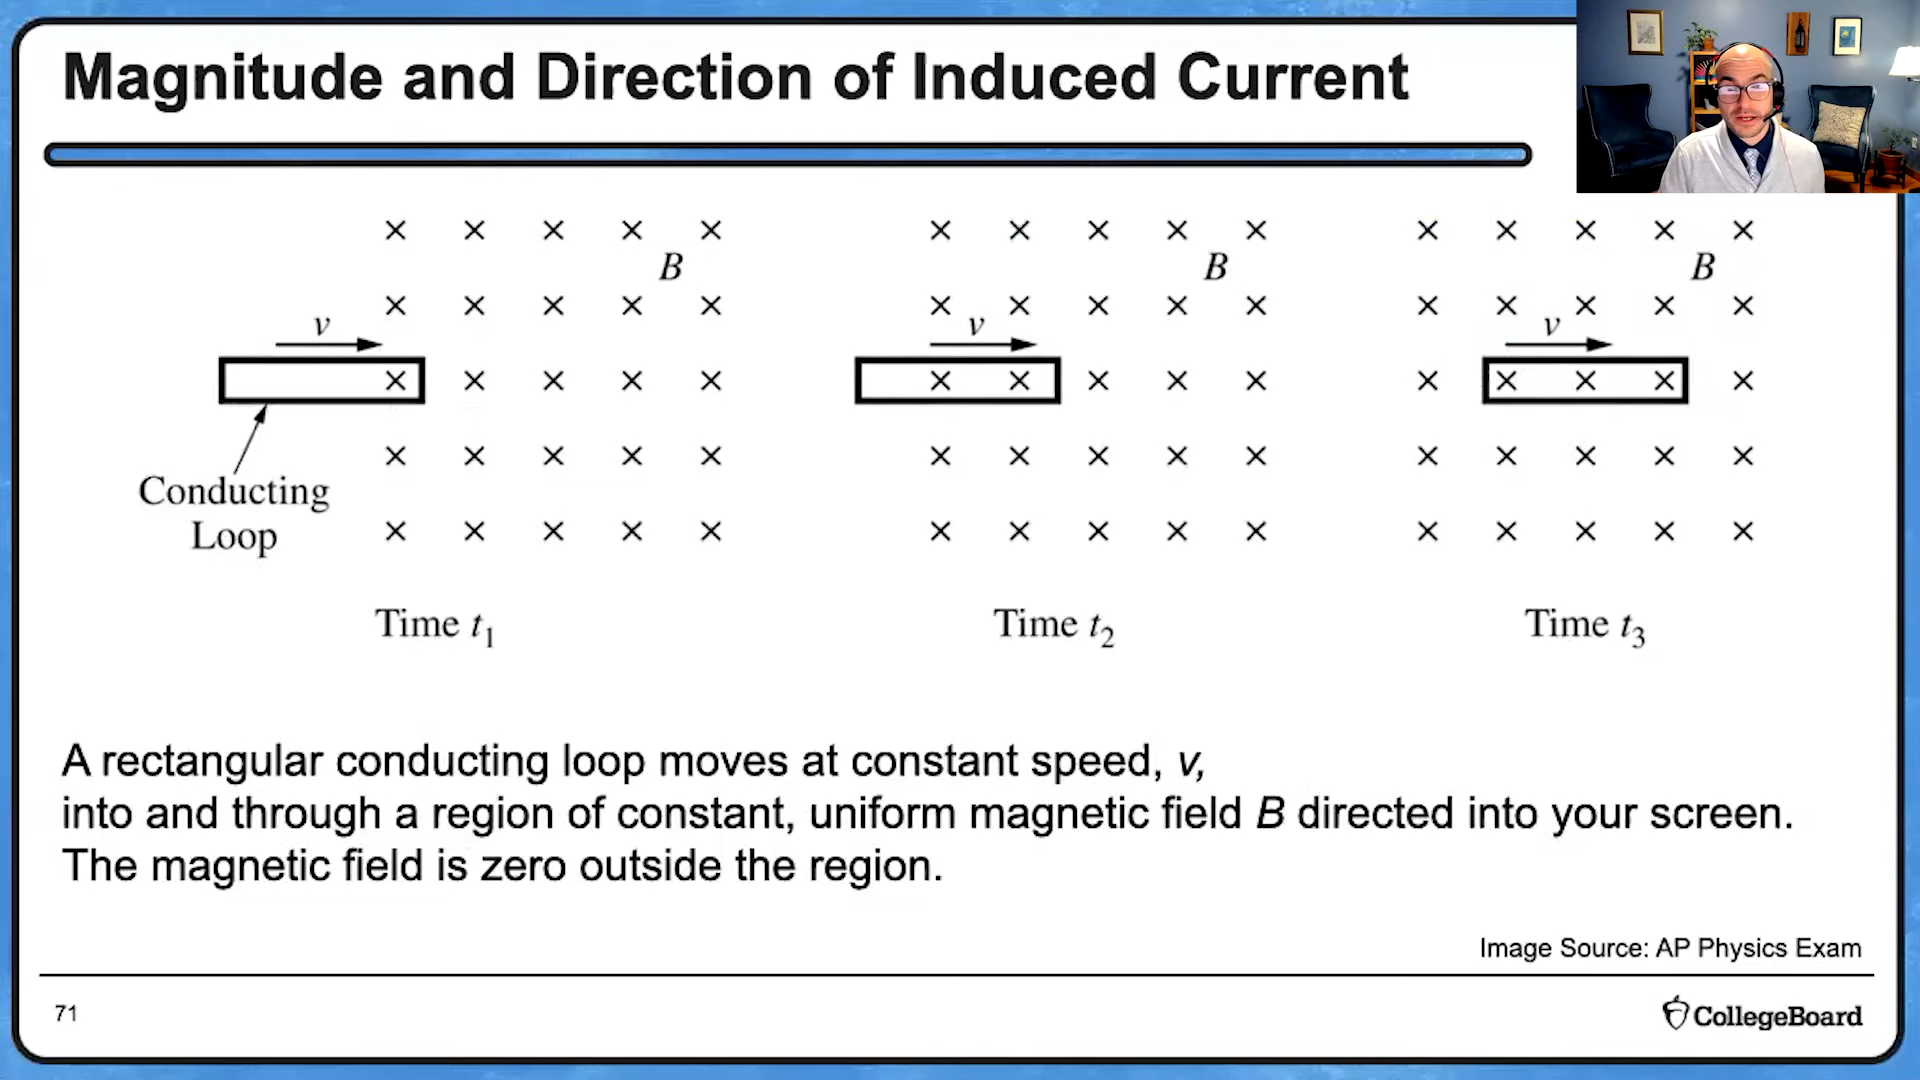 Magnitude and Direction of Induced Current
× × × × ×
B
× × × × ×
v
× × × × ×
× × × × ×
Conducting
Loop
× × × × ×
Time t₁
× × × × ×
B
× × × × ×
v
× × × × ×
× × × × ×
× × × × ×
Time t₂
× × × × ×
B
× × × × ×
v
× × × × ×
× × × × ×
× × × × ×
Time t₃
A rectangular conducting loop moves at constant speed, v,
into and through a region of constant, uniform magnetic field B directed into your screen.
The magnetic field is zero outside the region.
Image Source: AP Physics Exam
71
CollegeBoard